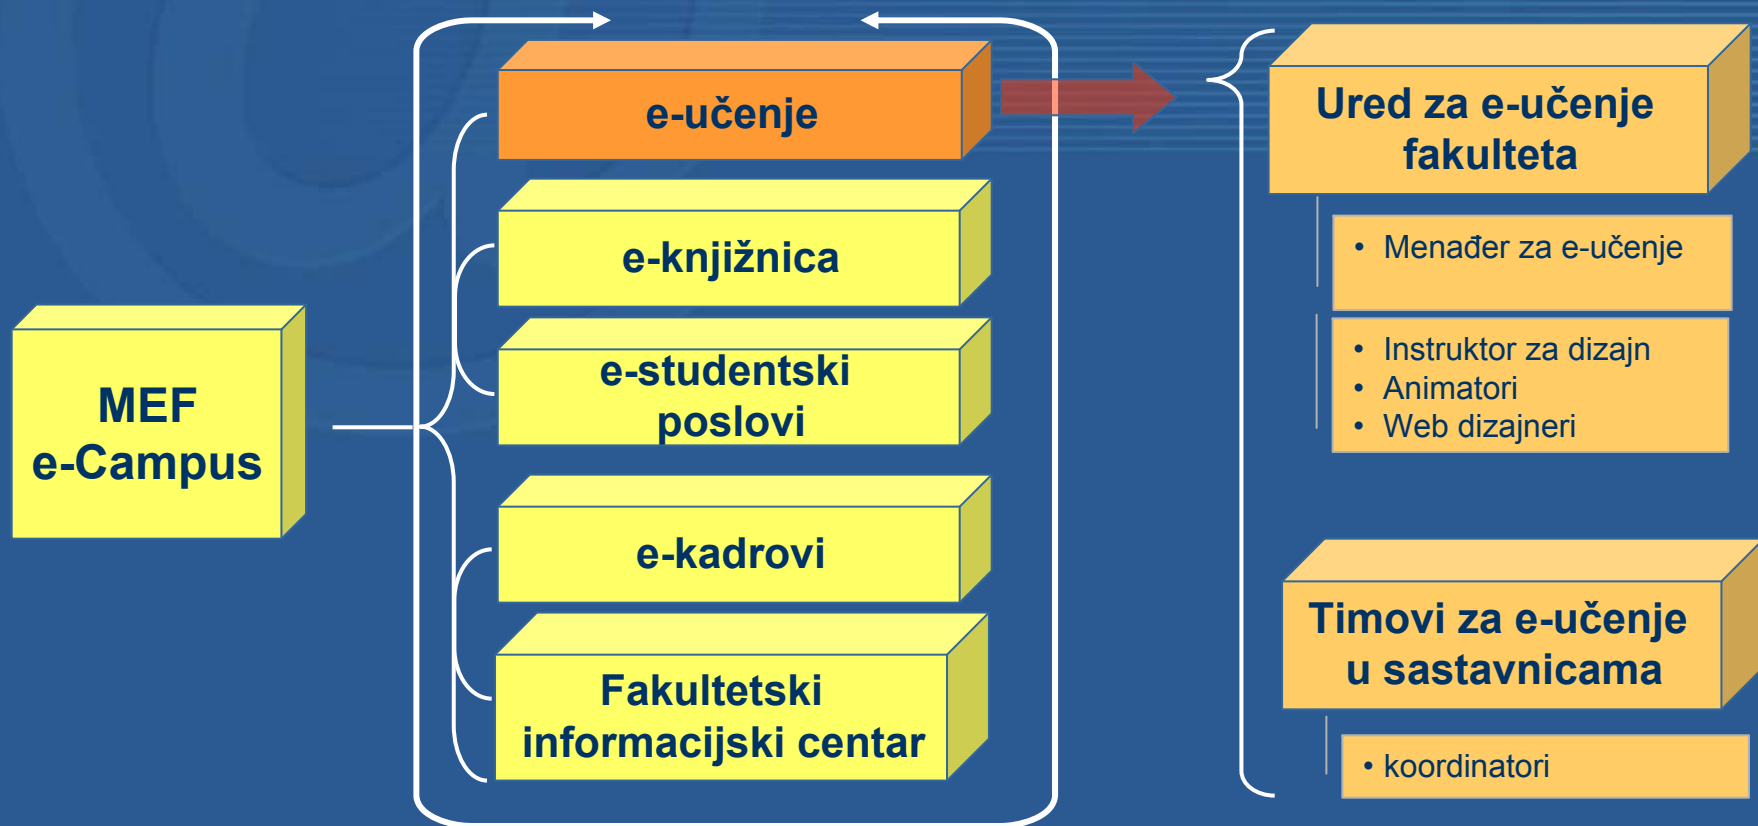 MEF
e-Campus
e-učenje
e-knjižnica
e-studentski
poslovi
e-kadrovi
Fakultetski
informacijski centar
Ured za e-učenje
fakulteta
• Menađer za e-učenje
• Instruktor za dizajn
• Animatori
• Web dizajneri
Timovi za e-učenje
u sastavnicama
• koordinatori